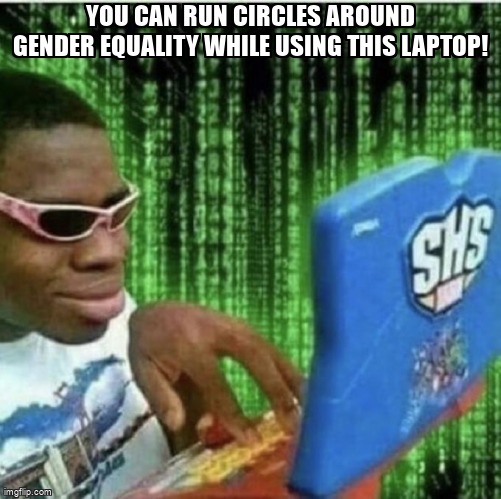 YOU CAN RUN CIRCLES AROUND
GENDER EQUALITY WHILE USING THIS LAPTOP!
SHS
imgflip.com